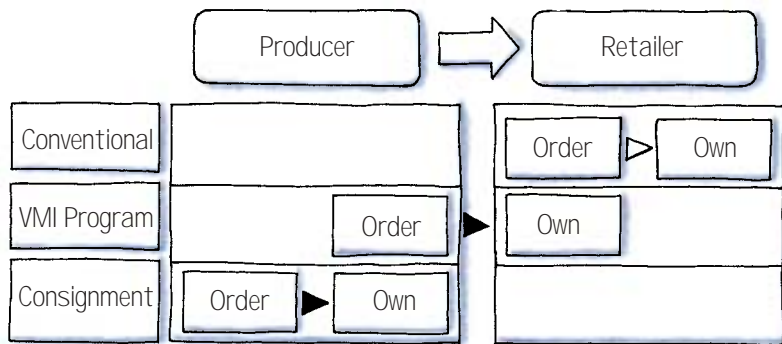 Producer
Retailer
Conventional
Order
Own
VMI Program
Order
Own
Consignment
Order
Own